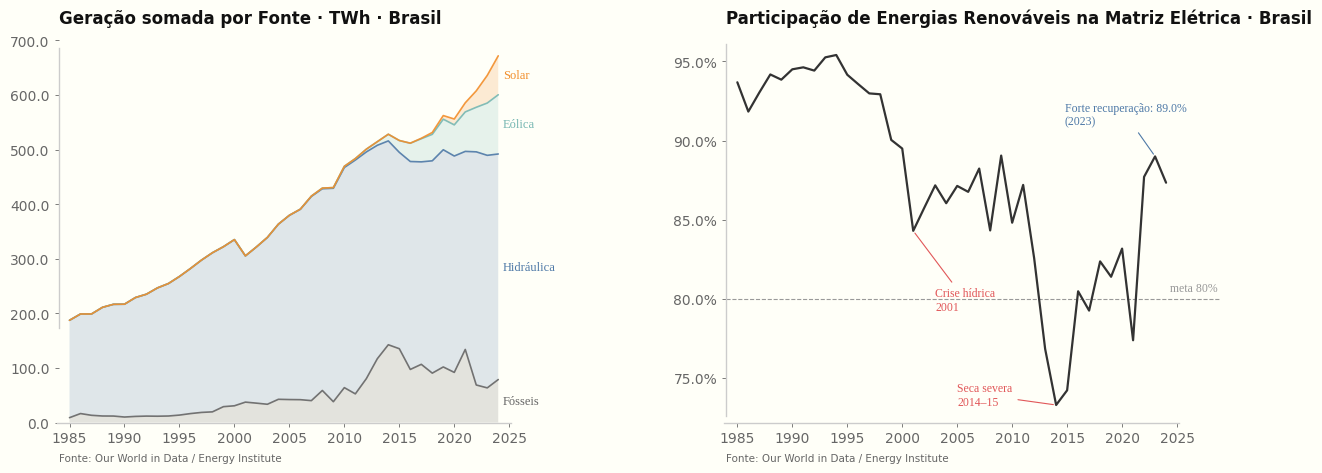 Geração somada por Fonte · TWh · Brasil
700.0
600.0
500.0
400.0
300.0
200.0
100.0
0.0
Solar
Eólica
Hidráulica
Fósseis
1985 1990 1995 2000 2005 2010 2015 2020 2025
Fonte: Our World in Data / Energy Institute
Participação de Energias Renováveis na Matriz Elétrica · Brasil
95.0%
90.0%
85.0%
80.0%
75.0%
Forte recuperação: 89.0%
(2023)
Crise hídrica
2001
meta 80%
Seca severa
2014–15
1985 1990 1995 2000 2005 2010 2015 2020 2025
Fonte: Our World in Data / Energy Institute